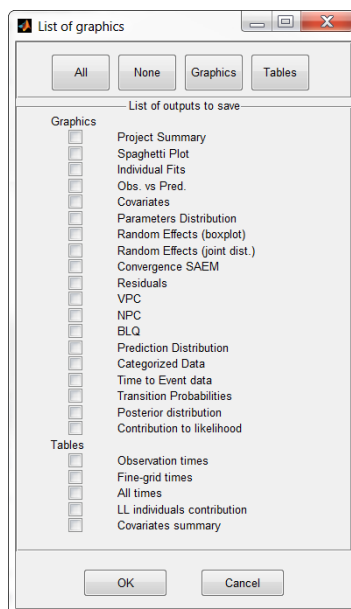 List of graphics
All None Graphics Tables
List of outputs to save
Graphics
Project Summary
Spaghetti Plot
Individual Fits
Obs. vs Pred.
Covariates
Parameters Distribution
Random Effects (boxplot)
Random Effects (joint dist.)
Convergence SAEM
Residuals
VPC
NPC
BLQ
Prediction Distribution
Categorized Data
Time to Event data
Transition Probabilities
Posterior distribution
Contribution to likelihood
Tables
Observation times
Fine-grid times
All times
LL individuals contribution
Covariates summary
OK Cancel